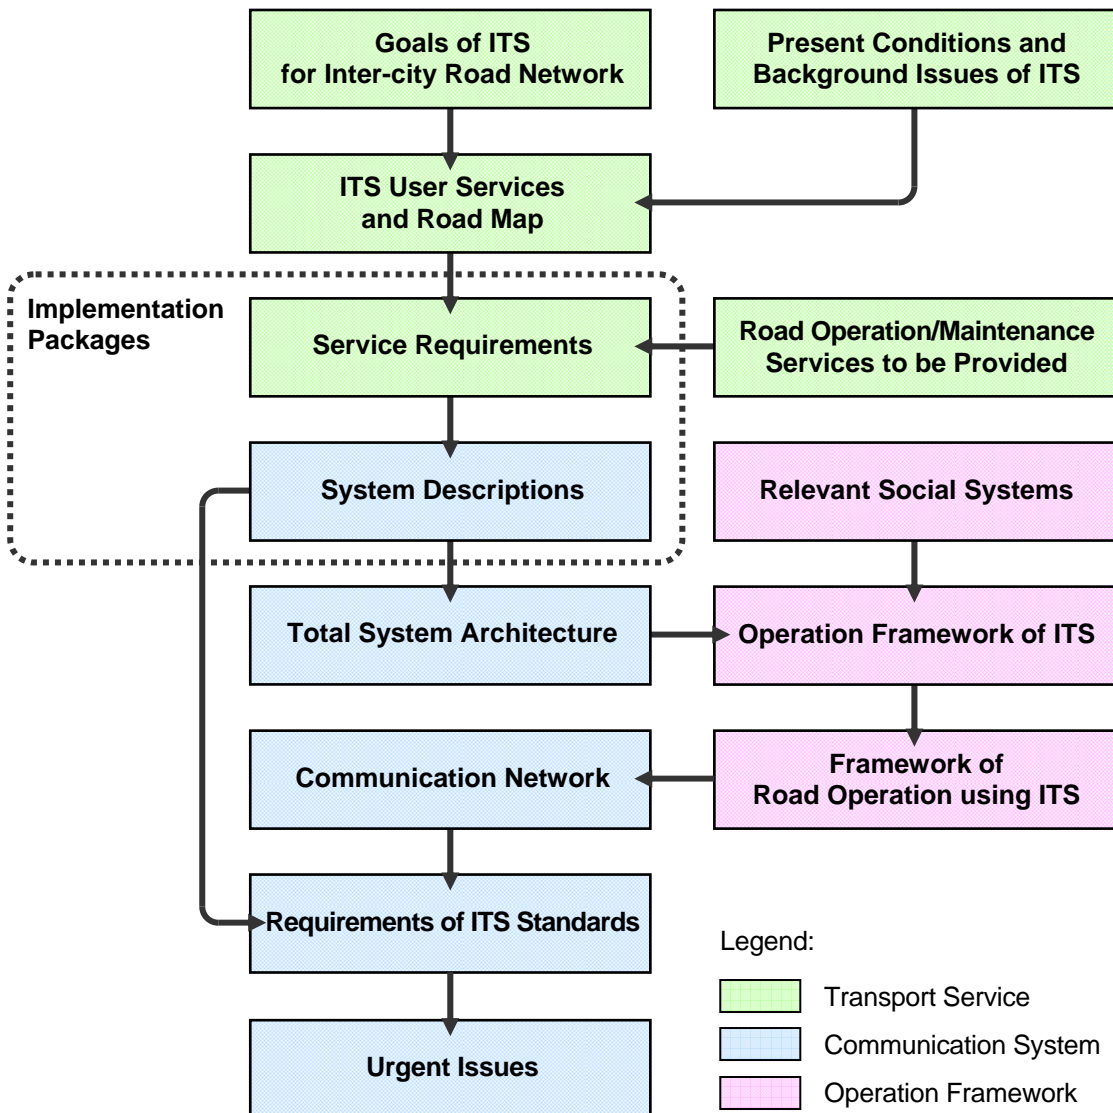 Goals of ITS
for Inter-city Road Network
Present Conditions and
Background Issues of ITS
ITS User Services
and Road Map
Implementation
Packages
Service Requirements
Road Operation/Maintenance
Services to be Provided
System Descriptions
Relevant Social Systems
Total System Architecture
Operation Framework of ITS
Communication Network
Framework of
Road Operation using ITS
Requirements of ITS Standards
Urgent Issues
Legend:
Transport Service
Communication System
Operation Framework